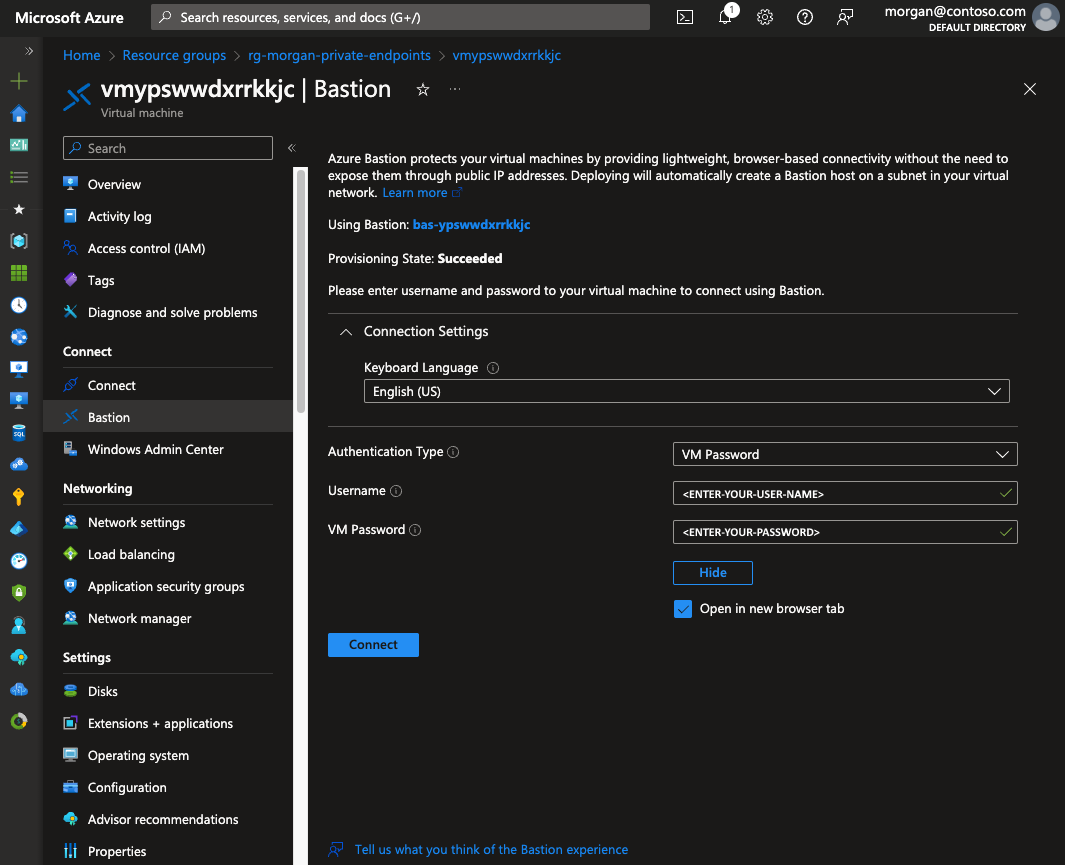 Microsoft Azure
Search resources, services, and docs (G+/)
1
morgan@contoso.com
DEFAULT DIRECTORY
Home > Resource groups > rg-morgan-private-endpoints > vmypswwdxrrkkjc
vmypswwdxrrkkjc | Bastion
Virtual machine
Search
Overview
Activity log
Access control (IAM)
Tags
Diagnose and solve problems
Connect
Connect
Bastion
Windows Admin Center
Networking
Network settings
Load balancing
Application security groups
Network manager
Settings
Disks
Extensions + applications
Operating system
Configuration
Advisor recommendations
Properties
Azure Bastion protects your virtual machines by providing lightweight, browser-based connectivity without the need to
expose them through public IP addresses. Deploying will automatically create a Bastion host on a subnet in your virtual
network. Learn more
Using Bastion: bas-ypswwdxrrkkjc
Provisioning State: Succeeded
Please enter username and password to your virtual machine to connect using Bastion.
Connection Settings
Keyboard Language
English (US)
Authentication Type
VM Password
Username
<ENTER-YOUR-USER-NAME>
VM Password
<ENTER-YOUR-PASSWORD>
Hide
Open in new browser tab
Connect
Tell us what you think of the Bastion experience